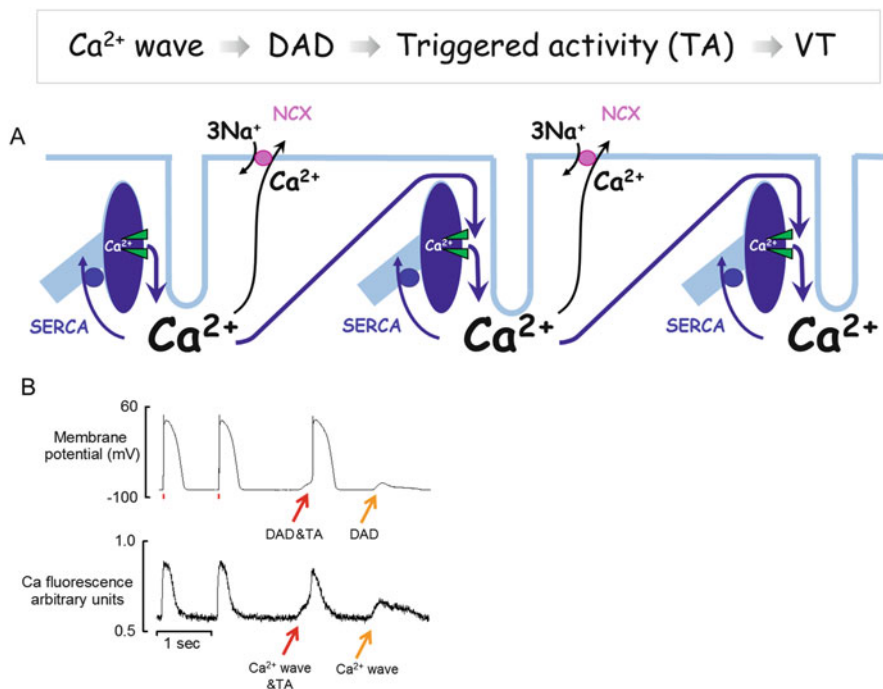 Ca²⁺ wave → DAD → Triggered activity (TA) → VT
A
NCX
3Na⁺
Ca²⁺
NCX
3Na⁺
Ca²⁺
Ca²⁺
Ca²⁺
Ca²⁺
SERCA
Ca²⁺
SERCA
Ca²⁺
SERCA
Ca²⁺
B
60
Membrane
potential (mV)
-100
DAD&TA
DAD
1.0
Ca fluorescence
arbitrary units
0.5
1 sec
Ca²⁺ wave
&TA
Ca²⁺ wave